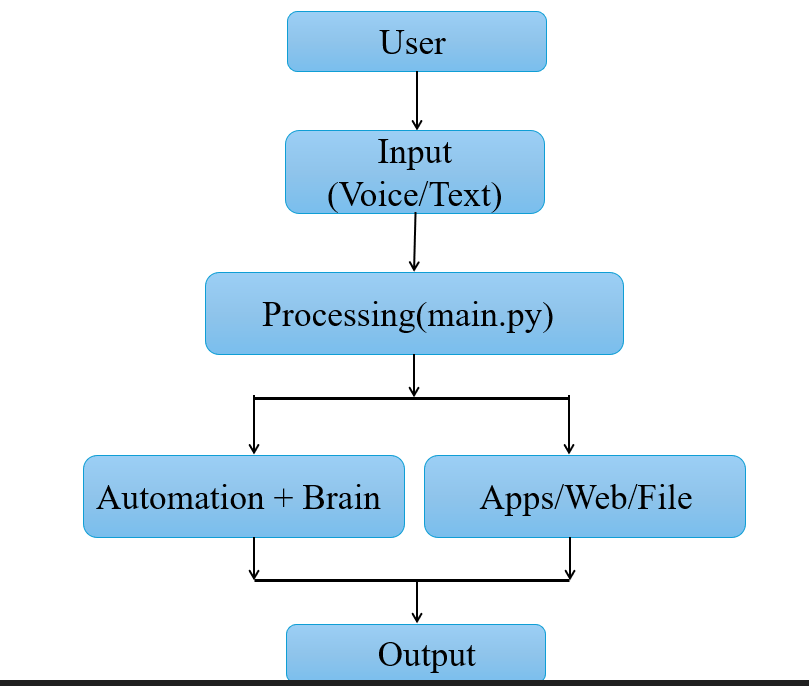 User
Input
(Voice/Text)
Processing(main.py)
Automation + Brain
Apps/Web/File
Output